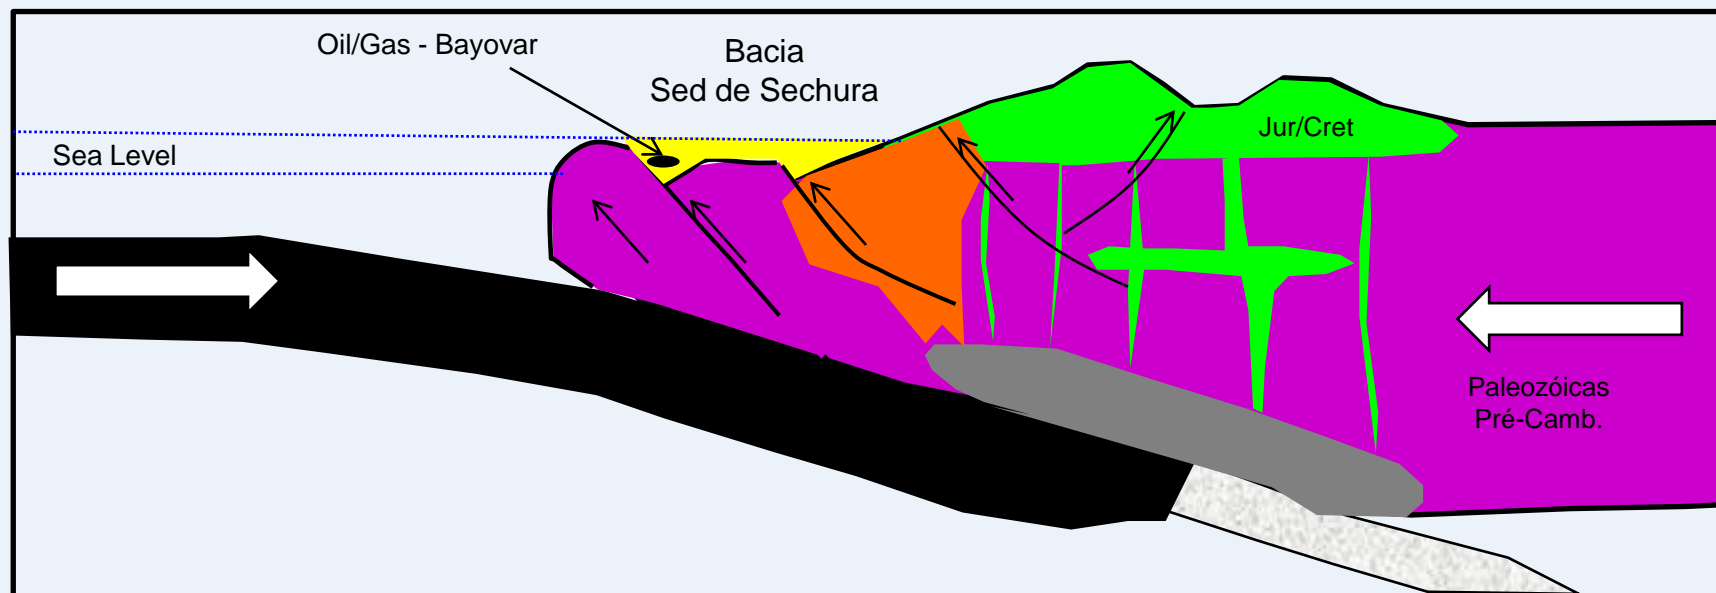 Oil/Gas - Bayovar
Bacia
Sed de Sechura
Sea Level
Jur/Cret
Paleozóicas
Pré-Camb.